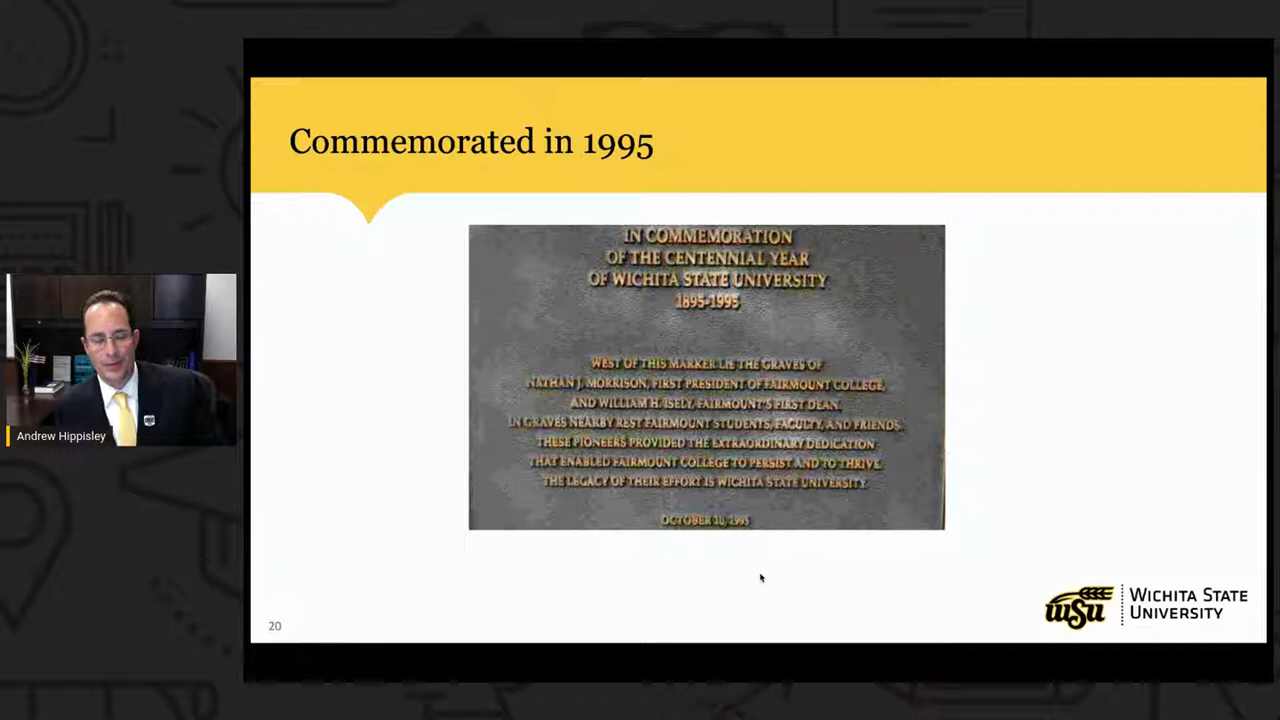 Commemorated in 1995
IN COMMEMORATION
OF THE CENTENNIAL YEAR
OF WICHITA STATE UNIVERSITY
1895-1995
WEST OF THIS MARKER LIE THE GRAVES OF
NATHAN J. MORRISON, FIRST PRESIDENT OF FAIRMOUNT COLLEGE,
AND WILLIAM H. ISELY, FAIRMOUNT'S FIRST DEAN.
IN GRAVES NEARBY REST FAIRMOUNT STUDENTS, FACULTY, AND FRIENDS.
THESE PIONEERS PROVIDED THE EXTRAORDINARY DEDICATION
THAT ENABLED FAIRMOUNT COLLEGE TO PERSIST AND TO THRIVE.
THE LEGACY OF THEIR EFFORT IS WICHITA STATE UNIVERSITY.
OCTOBER 10, 1995
Andrew Hippisley
20
wsu
WICHITA STATE
UNIVERSITY